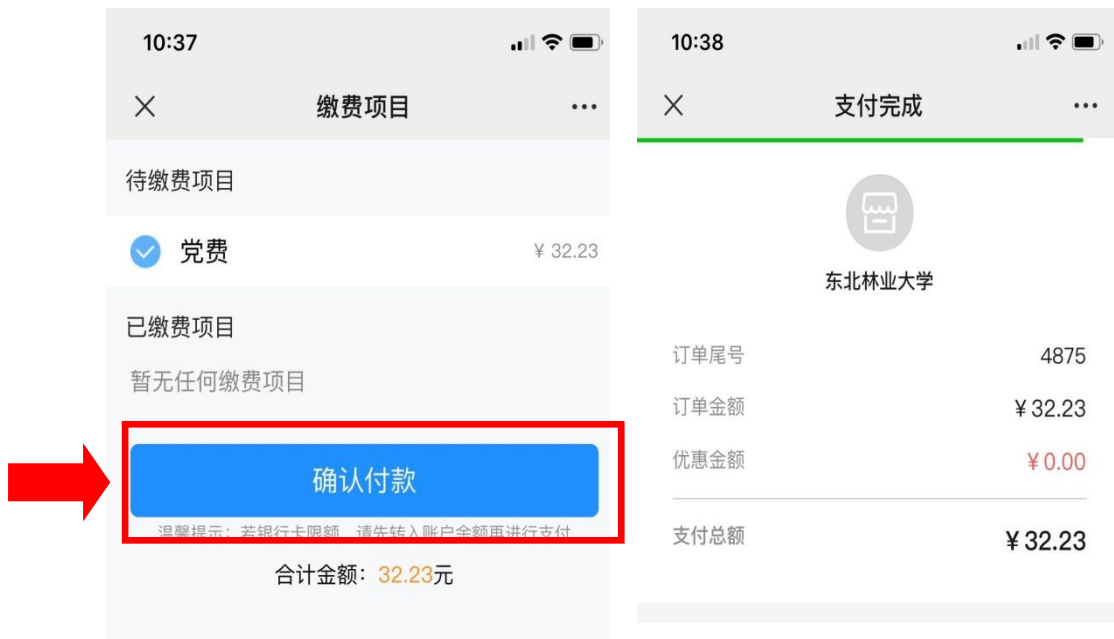 10:37
缴费项目
待缴费项目
党费
¥ 32.23
已缴费项目
暂无任何缴费项目
确认付款
温馨提示：若银行卡限额，请先转入账户余额再进行支付
合计金额：32.23元
10:38
支付完成
东北林业大学
订单尾号
4875
订单金额
¥ 32.23
优惠金额
¥ 0.00
支付总额
¥ 32.23